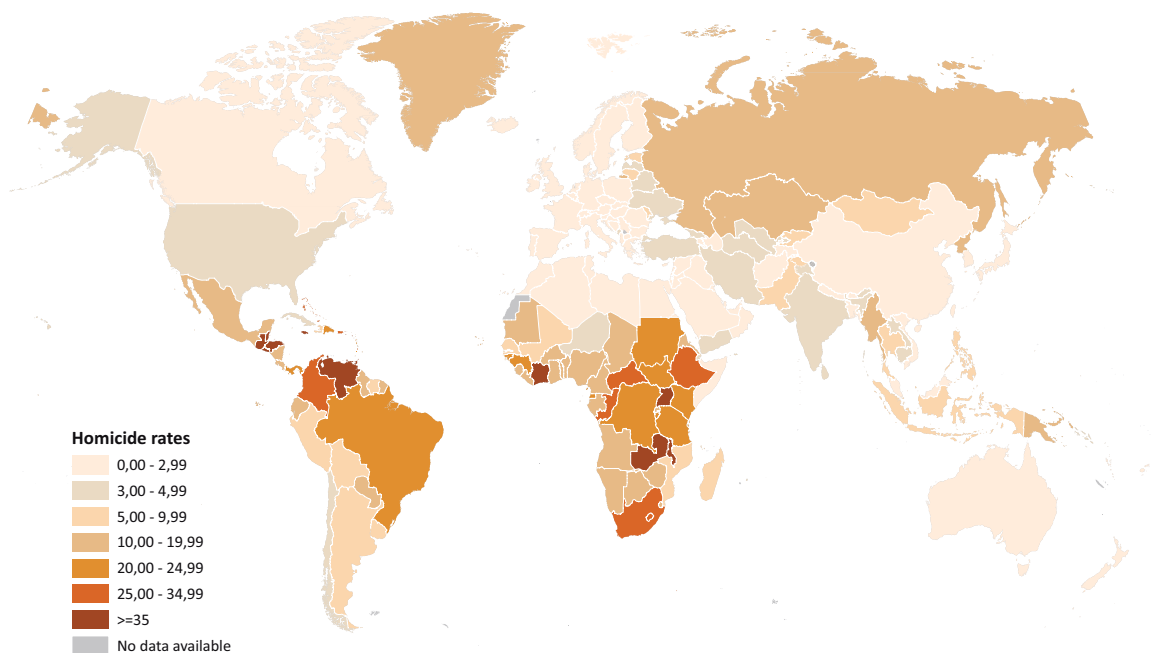 Homicide rates
0,00 - 2,99
3,00 - 4,99
5,00 - 9,99
10,00 - 19,99
20,00 - 24,99
25,00 - 34,99
>=35
No data available